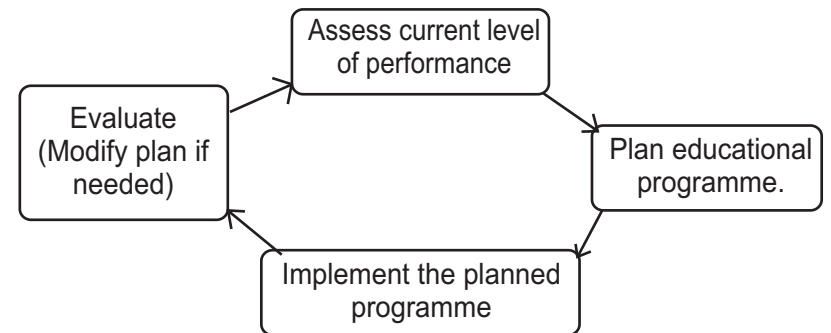 Assess current level
of performance
Evaluate
(Modify plan if
needed)
Plan educational
programme.
Implement the planned
programme